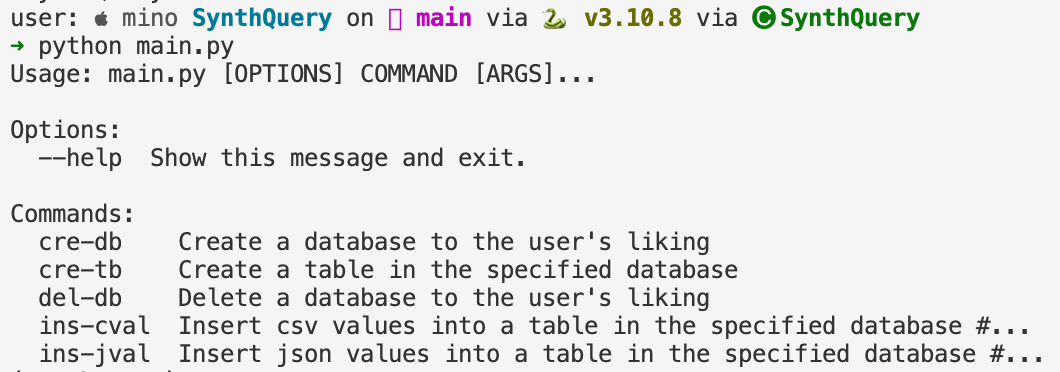 user:  mino SynthQuery on main via 🐍 v3.10.8 via 🅒 SynthQuery
➜ python main.py
Usage: main.py [OPTIONS] COMMAND [ARGS]...
Options:
--help  Show this message and exit.
Commands:
cre-db    Create a database to the user's liking
cre-tb    Create a table in the specified database
del-db    Delete a database to the user's liking
ins-cval  Insert csv values into a table in the specified database #...
ins-jval  Insert json values into a table in the specified database #...